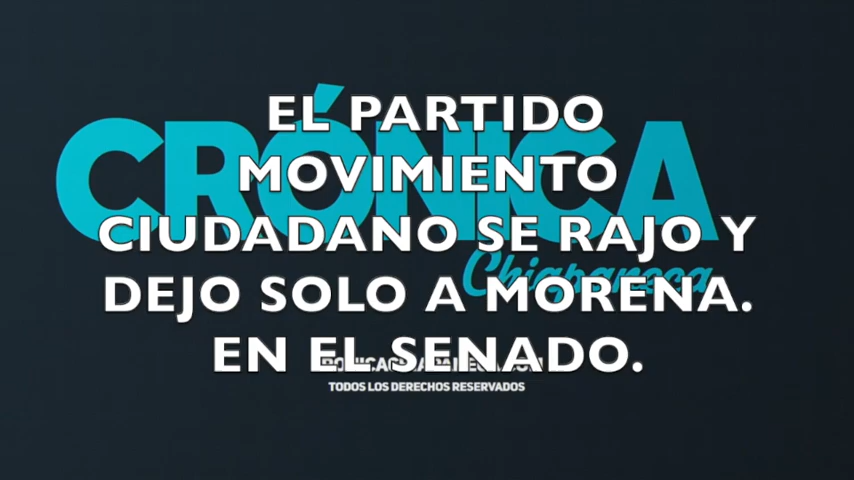 CRÓNICA
Chiapaneca
EL PARTIDO
MOVIMIENTO
CIUDADANO SE RAJO Y
DEJO SOLO A MORENA.
EN EL SENADO.
TODOS LOS DERECHOS RESERVADOS